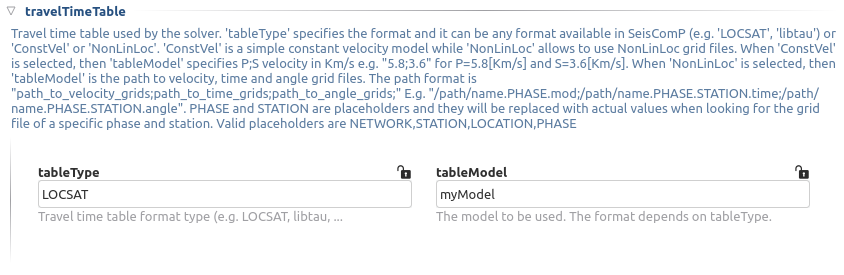 travelTimeTable
Travel time table used by the solver. 'tableType' specifies the format and it can be any format available in SeisComP (e.g. 'LOCSAT', 'libtau') or
'ConstVel' or 'NonLinLoc'. 'ConstVel' is a simple constant velocity model while 'NonLinLoc' allows to use NonLinLoc grid files. When 'ConstVel'
is selected, then 'tableModel' specifies P;S velocity in Km/s e.g. "5.8;3.6" for P=5.8[Km/s] and S=3.6[Km/s]. When 'NonLinLoc' is selected, then
'tableModel' is the path to velocity, time and angle grid files. The path format is
"path_to_velocity_grids;path_to_time_grids;path_to_angle_grids;" E.g. "/path/name.PHASE.mod;/path/name.PHASE.STATION.time;/path/
name.PHASE.STATION.angle". PHASE and STATION are placeholders and they will be replaced with actual values when looking for the grid
file of a specific phase and station. Valid placeholders are NETWORK,STATION,LOCATION,PHASE
tableType
LOCSAT
Travel time table format type (e.g. LOCSAT, libtau, ...
tableModel
myModel
The model to be used. The format depends on tableType.